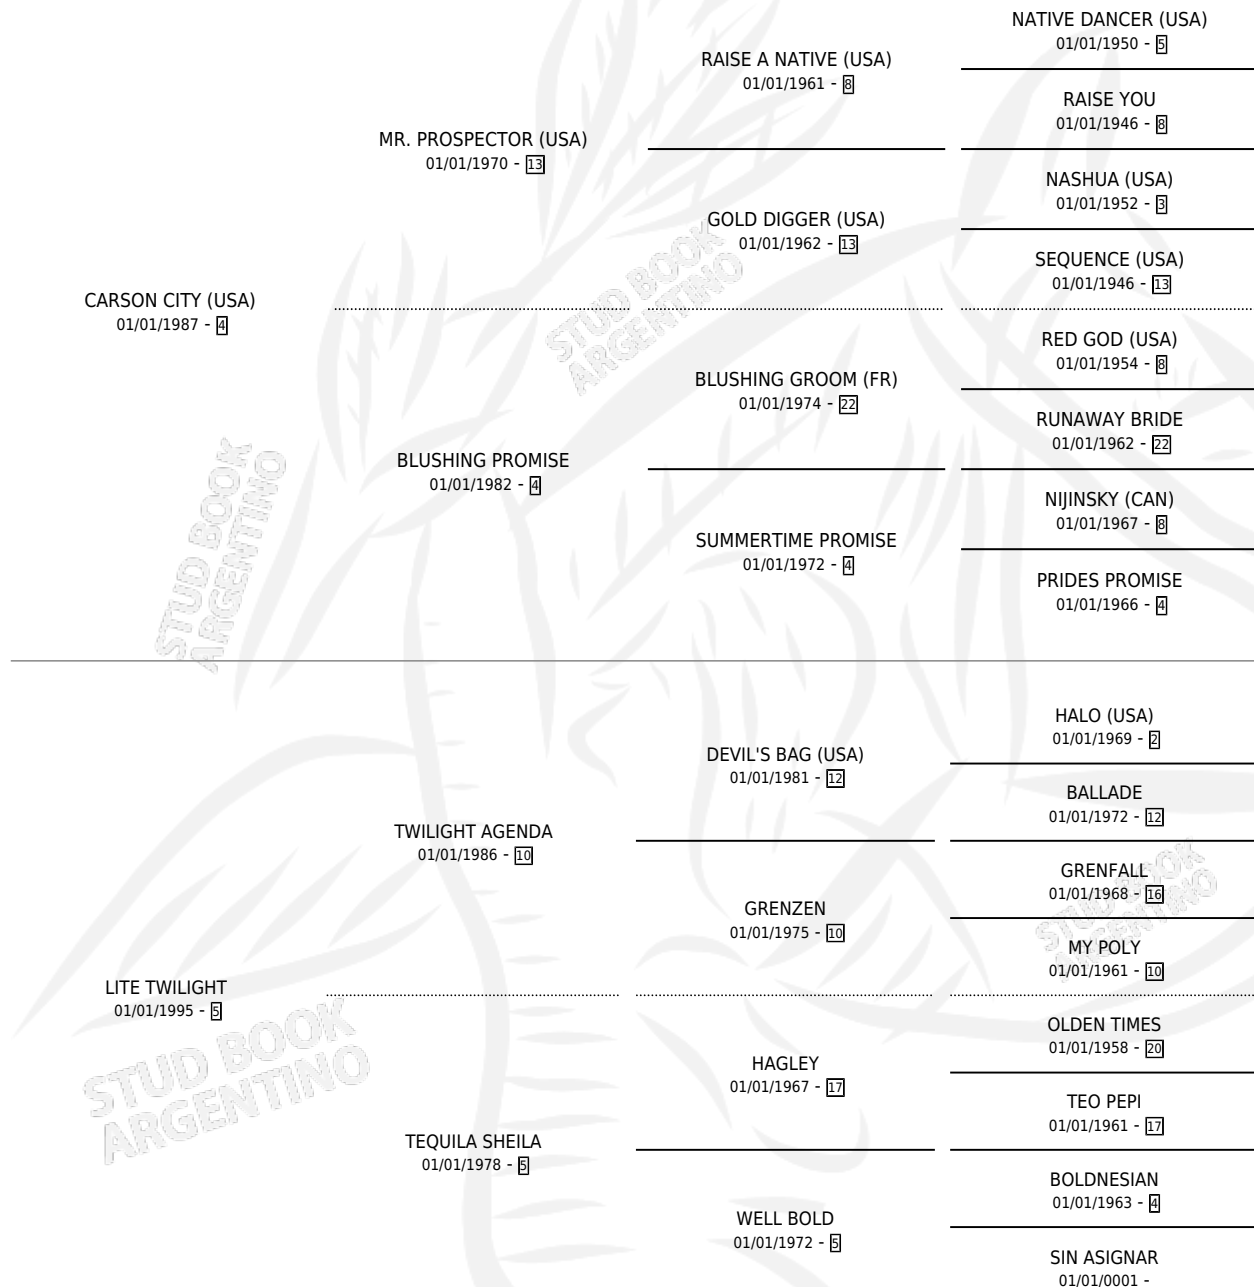 NATIVE DANCER (USA)
01/01/1950 - 5
RAISE A NATIVE (USA)
01/01/1961 - 8
RAISE YOU
01/01/1946 - 8
MR. PROSPECTOR (USA)
01/01/1970 - 13
NASHUA (USA)
01/01/1952 - 3
GOLD DIGGER (USA)
01/01/1962 - 13
SEQUENCE (USA)
01/01/1946 - 13
CARSON CITY (USA)
01/01/1987 - 4
STUD BOOK
ARGENTINO
RED GOD (USA)
01/01/1954 - 8
BLUSHING GROOM (FR)
01/01/1974 - 22
RUNAWAY BRIDE
01/01/1962 - 22
BLUSHING PROMISE
01/01/1982 - 4
NIJINSKY (CAN)
01/01/1967 - 8
SUMMERTIME PROMISE
01/01/1972 - 4
PRIDES PROMISE
01/01/1966 - 4
STUD BOOK
ARGENTINO
HALO (USA)
01/01/1969 - 2
DEVIL'S BAG (USA)
01/01/1981 - 12
BALLADE
01/01/1972 - 12
TWILIGHT AGENDA
01/01/1986 - 10
GRENFALL
01/01/1968 - 16
GRENZEN
01/01/1975 - 10
MY POLY
01/01/1961 - 10
STUD BOOK
ARGENTINO
LITE TWILIGHT
01/01/1995 - 5
STUD BOOK
ARGENTINO
OLDEN TIMES
01/01/1958 - 20
HAGLEY
01/01/1967 - 17
TEO PEPI
01/01/1961 - 17
TEQUILA SHEILA
01/01/1978 - 5
BOLDNESIAN
01/01/1963 - 4
WELL BOLD
01/01/1972 - 5
SIN ASIGNAR
01/01/0001 -